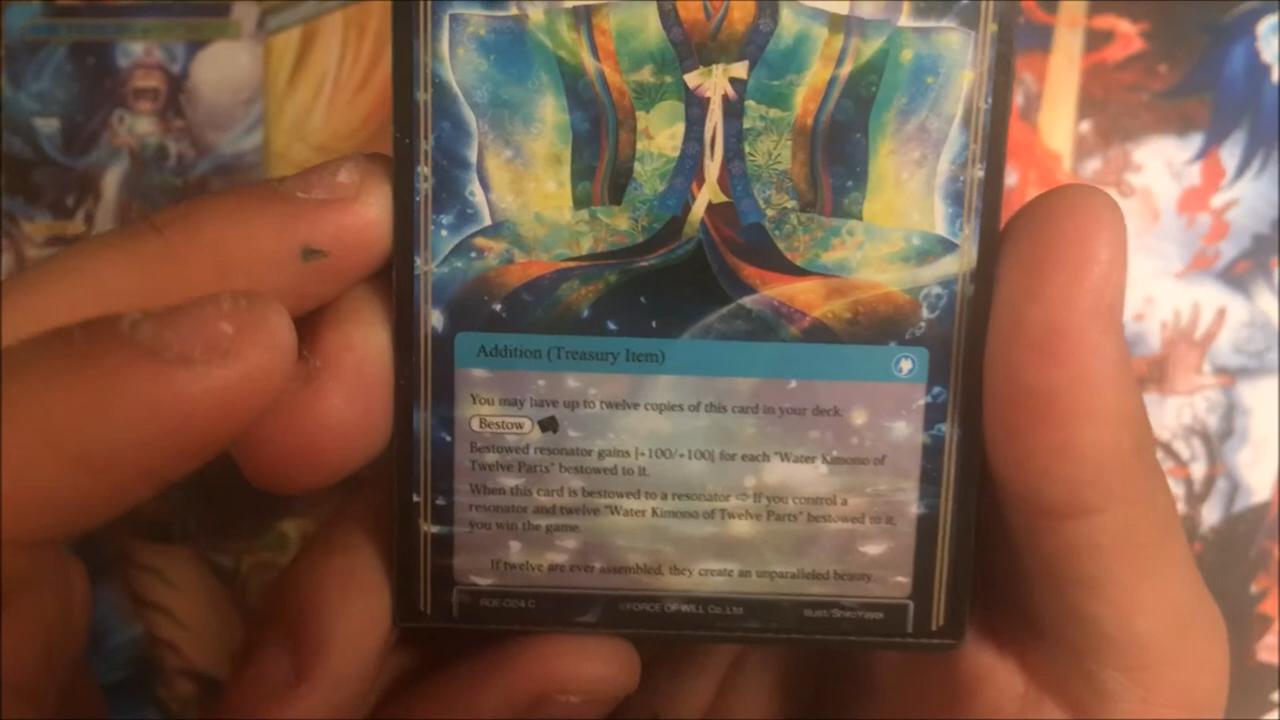 Addition (Treasury Item)
You may have up to twelve copies of this card in your deck.
Bestow
Bestowed resonator gains [+100/+100] for each "Water Kimono of
Twelve Parts" bestowed to it.
When this card is bestowed to a resonator ⇨ If you control a
resonator and twelve "Water Kimono of Twelve Parts" bestowed to it,
you win the game.
If twelve are ever assembled, they create an unparalleled beauty.
RDE-024 C ©FORCE OF WILL Co.,Ltd Illust/ShiroYayoi